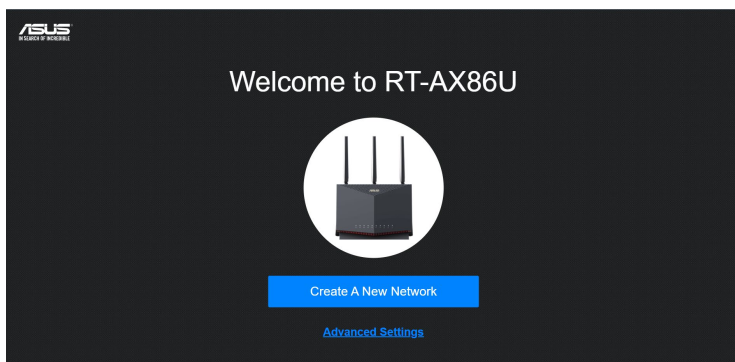 ASUS
IN SEARCH OF INCREDIBLE
Welcome to RT-AX86U
Create A New Network
Advanced Settings